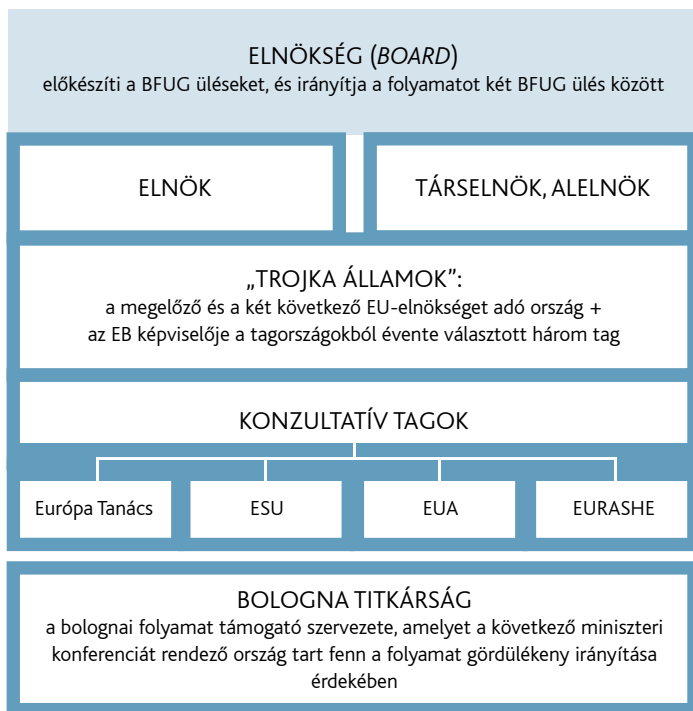 ELNÖKSÉG (BOARD)
előkészíti a BFUG üléseket, és irányítja a folyamatot két BFUG ülés között
ELNÖK
TÁRSELNÖK, ALELNÖK
„TROJKA ÁLLAMOK”:
a megelőző és a két következő EU-elnökséget adó ország +
az EB képviselője a tagországokból évente választott három tag
KONZULTATÍV TAGOK
Európa Tanács
ESU
EUA
EURASHE
BOLOGNA TITKÁRSÁG
a bolognai folyamat támogató szervezete, amelyet a következő miniszteri
konferenciát rendező ország tart fenn a folyamat gördülékeny irányítása
érdekében